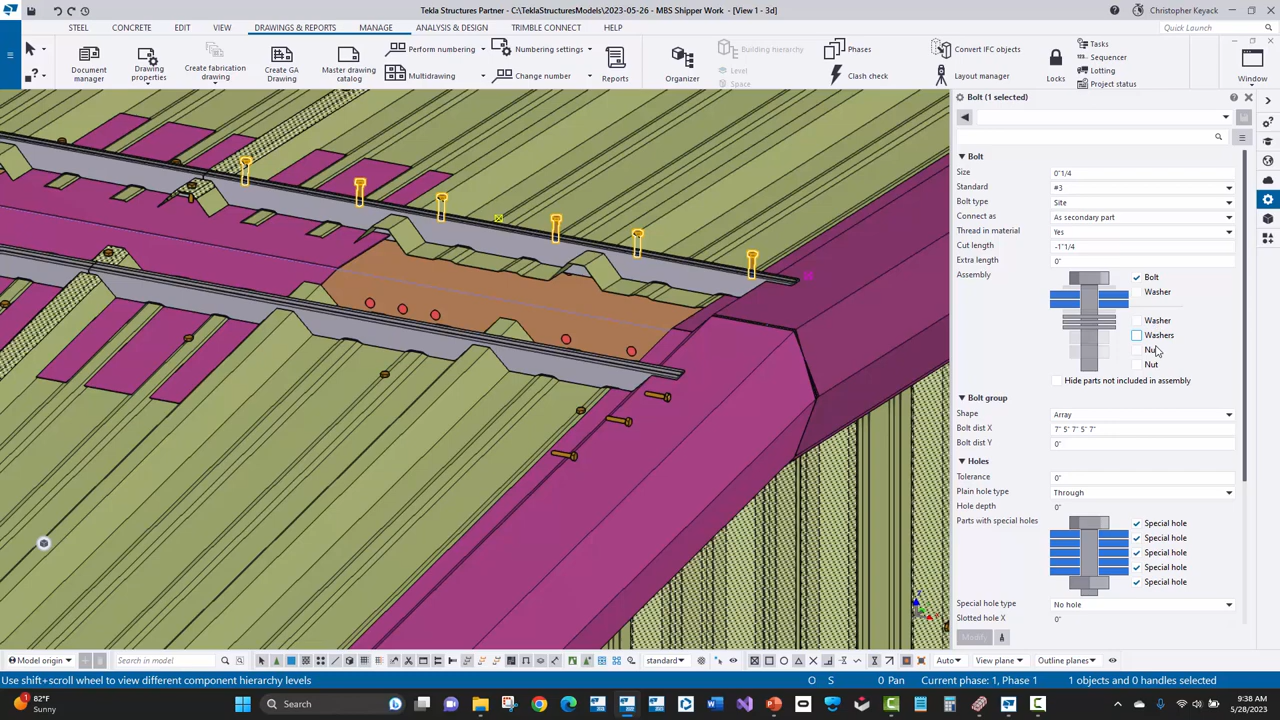 Tekla Structures Partner - C:\TeklaStructuresModels\2023-05-26 - MBS Shipper Work - [View 1 - 3d]
Christopher Keyack
STEEL CONCRETE EDIT VIEW DRAWINGS & REPORTS MANAGE ANALYSIS & DESIGN TRIMBLE CONNECT HELP
Quick Launch
Document manager
Drawing properties
Create fabrication drawing
Create GA Drawing
Master drawing catalog
Perform numbering
Multidrawing
Numbering settings
Change number
Reports
Organizer
Building hierarchy
Level
Space
Phases
Clash check
Convert IFC objects
Layout manager
Locks
Tasks
Sequencer
Lotting
Project status
Window
Bolt (1 selected)
Bolt
Size 0"1/4
Standard #3
Bolt type Site
Connect as As secondary part
Thread in material Yes
Cut length -1"1/4
Extra length 0"
Assembly
Bolt
Washer
Washer
Washers
Nut
Hide parts not included in assembly
Bolt group
Shape Array
Bolt dist X 7" 5" 7" 5" 7"
Bolt dist Y 0"
Holes
Tolerance 0"
Plain hole type Through
Hole depth 0"
Parts with special holes
Special hole
Special hole
Special hole
Special hole
Special hole
Special hole type No hole
Slotted hole X 0"
Modify
Model origin
Search in model
standard
Auto
View plane
Outline planes
Use shift+scroll wheel to view different component hierarchy levels
O S 0 Pan Current phase: 1, Phase 1 1 objects and 0 handles selected
82°F
Sunny
Search
9:38 AM
5/28/2023